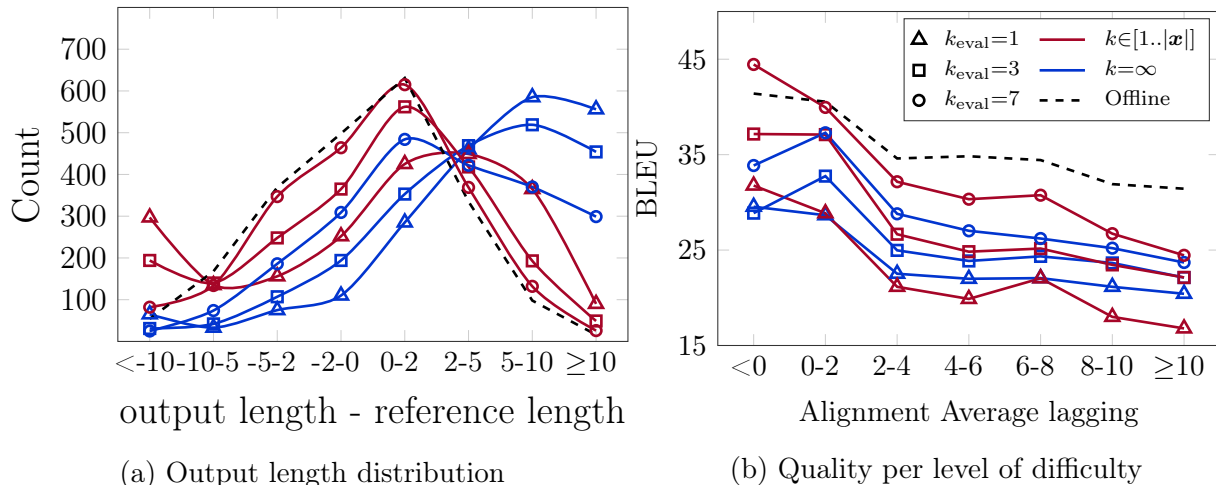 700
600
500
400
300
200
100
Count
<-10 -10-5 -5-2 -2-0 0-2 2-5 5-10 ≥10
output length - reference length
(a) Output length distribution
45
35
25
15
BLEU
k_eval=1 k∈[1..|x|]
k_eval=3 k=∞
k_eval=7 Offline
<0 0-2 2-4 4-6 6-8 8-10 ≥10
Alignment Average lagging
(b) Quality per level of difficulty